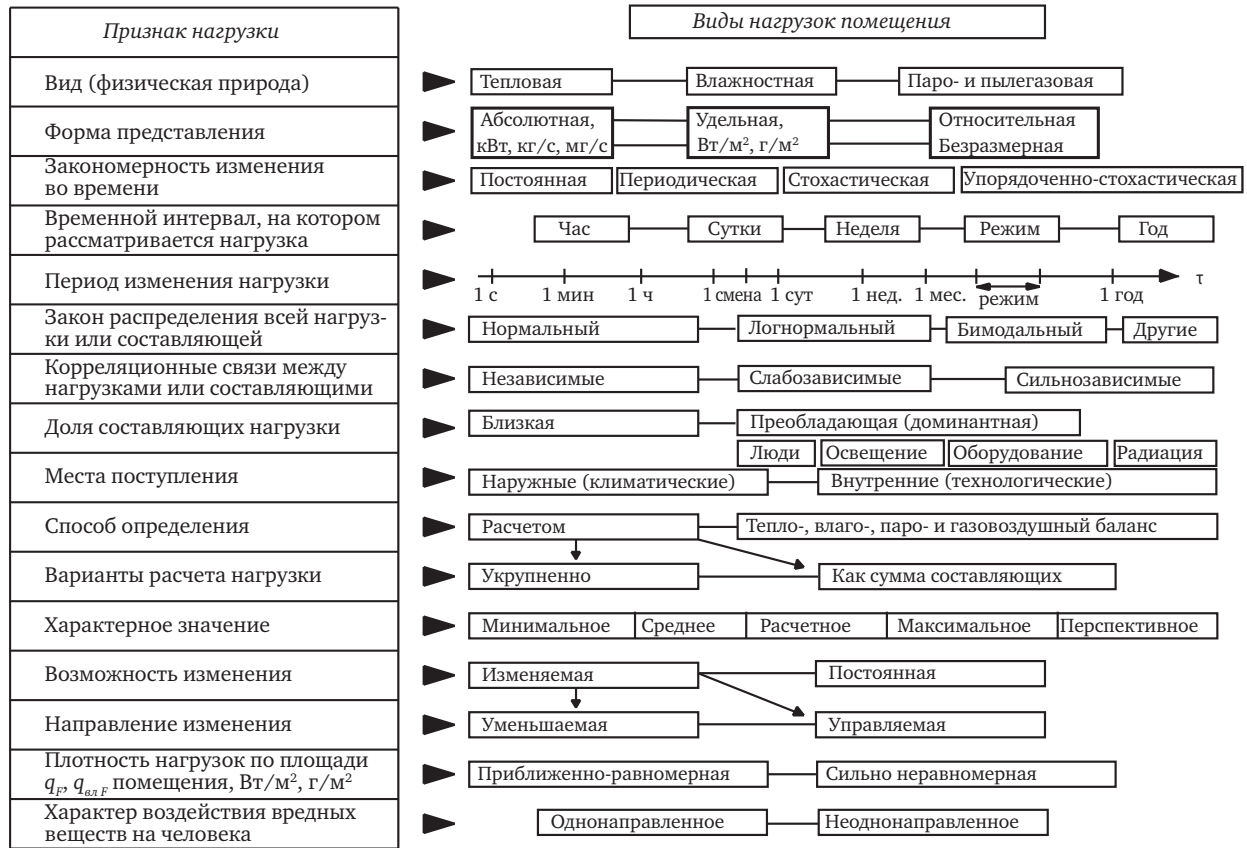 Признак нагрузки
Виды нагрузок помещения
Вид (физическая природа)
Тепловая
Влажностная
Паро- и пылегазовая
Форма представления
Абсолютная,
кВт, кг/с, мг/с
Удельная,
Вт/м², г/м²
Относительная
Безразмерная
Закономерность изменения
во времени
Постоянная
Периодическая
Стохастическая
Упорядоченно-стохастическая
Временной интервал, на котором
рассматривается нагрузка
Час
Сутки
Неделя
Режим
Год
Период изменения нагрузки
τ
1 с
1 мин
1 ч
1 смена
1 сут
1 нед.
1 мес.
режим
1 год
Закон распределения всей нагруз-
ки или составляющей
Нормальный
Логнормальный
Бимодальный
Другие
Корреляционные связи между
нагрузками или составляющими
Независимые
Слабозависимые
Сильнозависимые
Доля составляющих нагрузки
Близкая
Преобладающая (доминантная)
Люди
Освещение
Оборудование
Радиация
Места поступления
Наружные (климатические)
Внутренние (технологические)
Способ определения
Расчетом
Тепло-, влаго-, паро- и газовоздушный баланс
Варианты расчета нагрузки
Укрупненно
Как сумма составляющих
Характерное значение
Минимальное
Среднее
Расчетное
Максимальное
Перспективное
Возможность изменения
Изменяемая
Постоянная
Направление изменения
Уменьшаемая
Управляемая
Плотность нагрузок по площади
q_F, q_вл F помещения, Вт/м², г/м²
Приближенно-равномерная
Сильно неравномерная
Характер воздействия вредных
веществ на человека
Однонаправленное
Неоднонаправленное